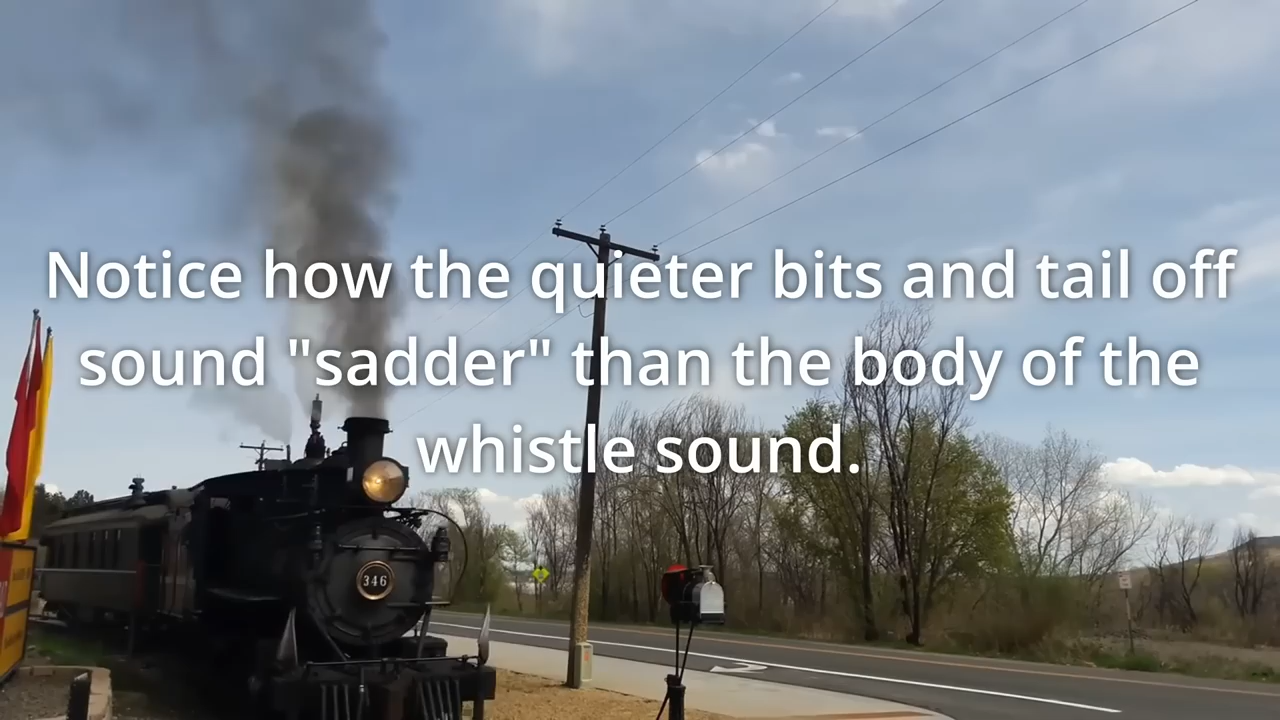 Notice how the quieter bits and tail off
sound "sadder" than the body of the
whistle sound.
346